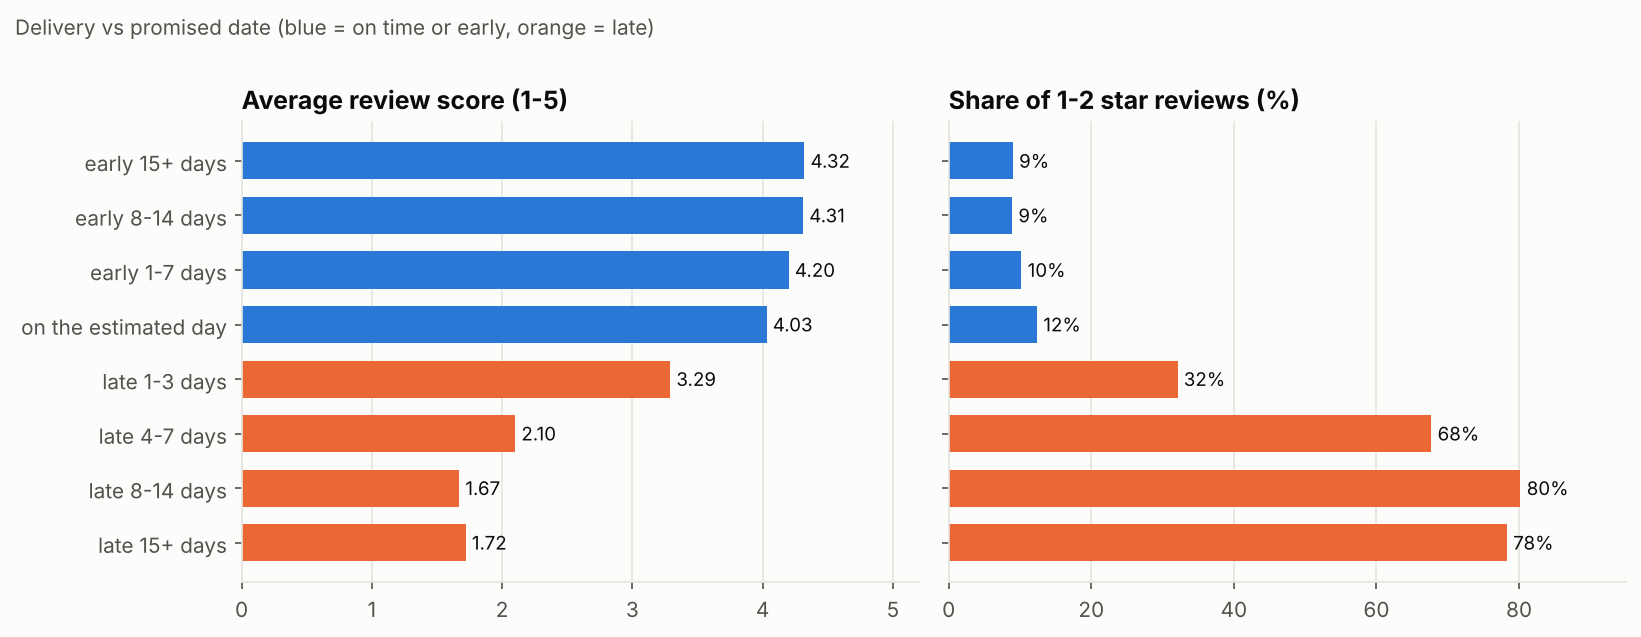 Delivery vs promised date (blue = on time or early, orange = late)
Average review score (1-5)
early 15+ days 4.32
early 8-14 days 4.31
early 1-7 days 4.20
on the estimated day 4.03
late 1-3 days 3.29
late 4-7 days 2.10
late 8-14 days 1.67
late 15+ days 1.72
0 1 2 3 4 5
Share of 1-2 star reviews (%)
9%
9%
10%
12%
32%
68%
80%
78%
0 20 40 60 80